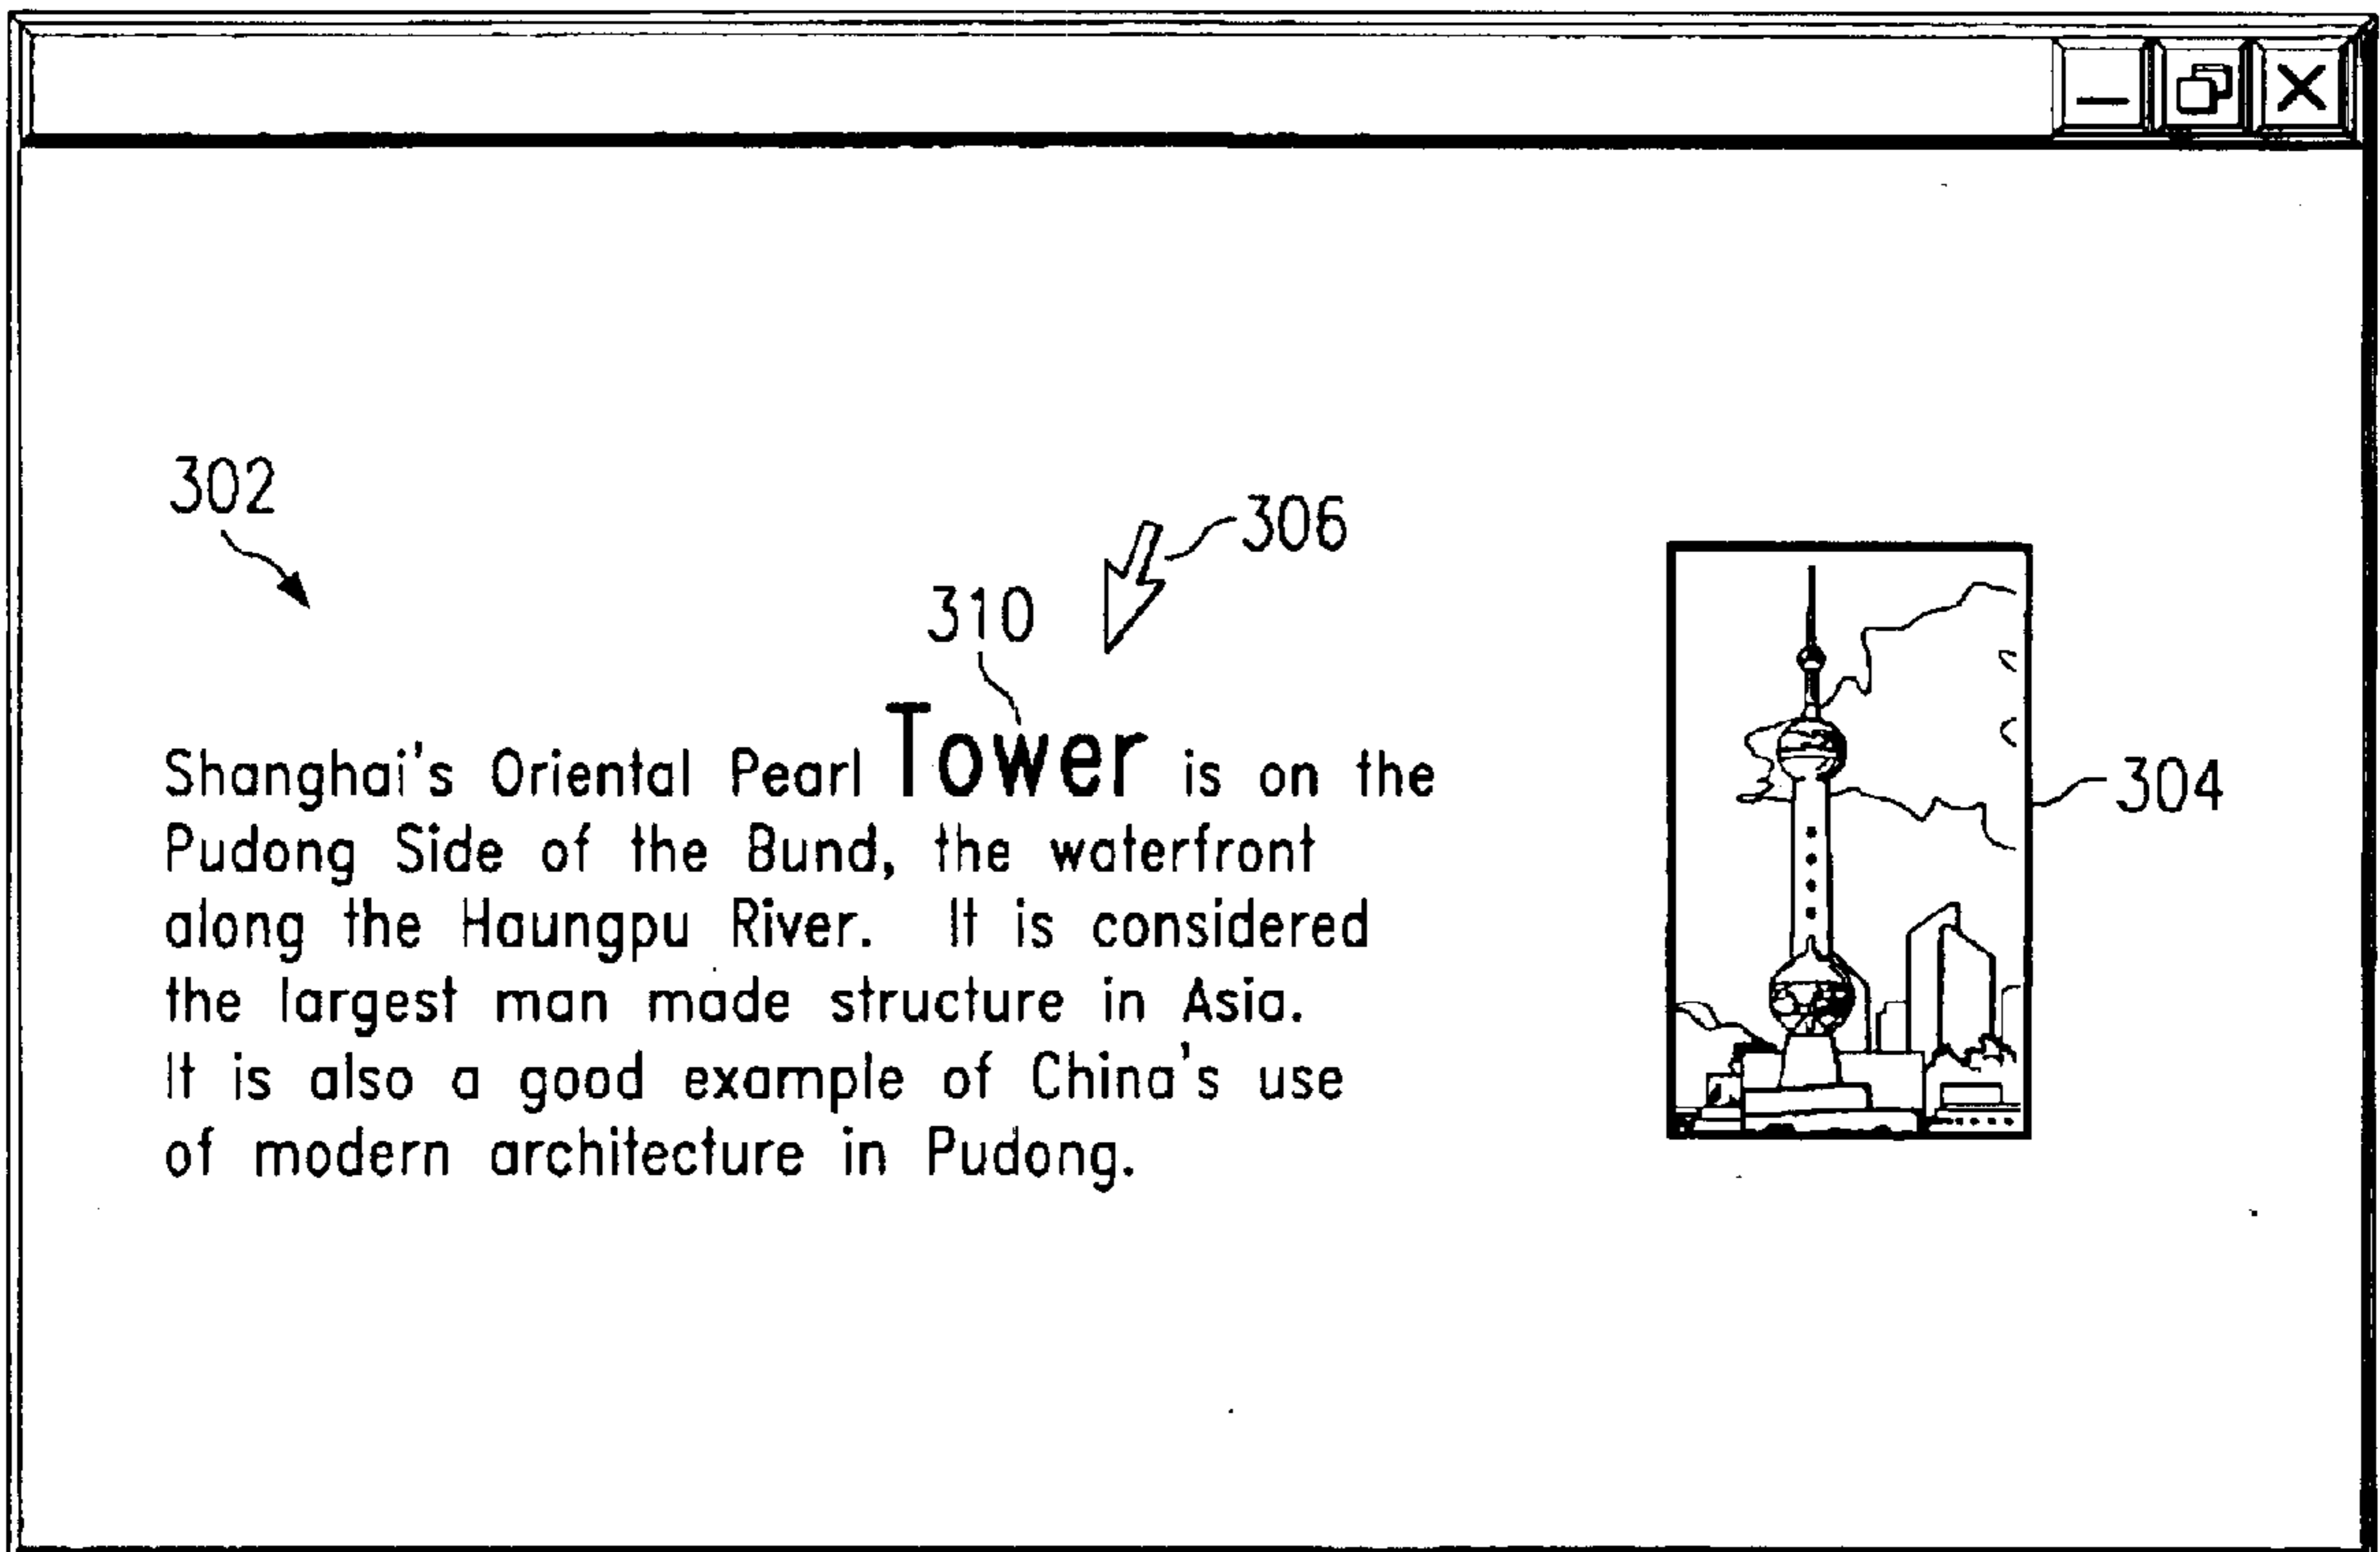 302
306
310
Shanghai's Oriental Pearl Tower is on the
Pudong Side of the Bund, the waterfront
along the Haungpu River. It is considered
the largest man made structure in Asia.
It is also a good example of China's use
of modern architecture in Pudong.
304